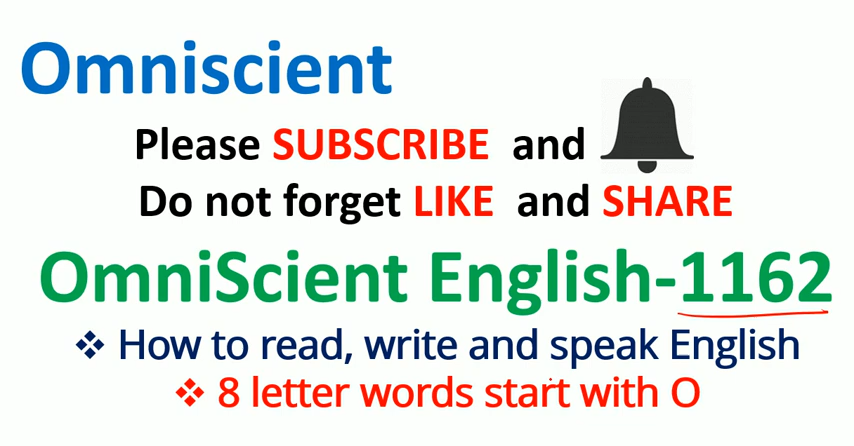 Omniscient
Please SUBSCRIBE and
Do not forget LIKE and SHARE
OmniScient English-1162
❖ How to read, write and speak English
❖ 8 letter words start with O